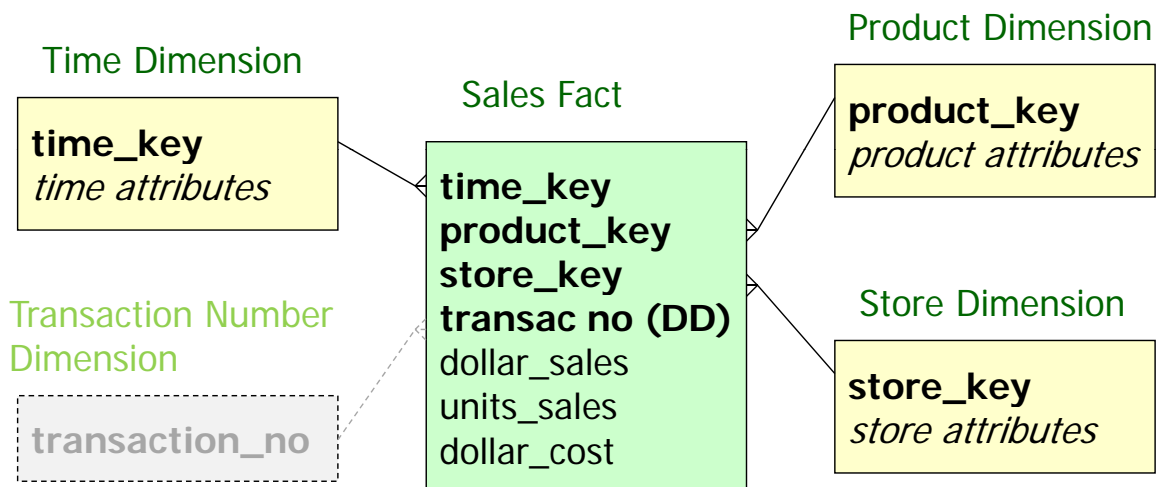 Time Dimension
time_key
time attributes
Transaction Number
Dimension
transaction_no
Sales Fact
time_key
product_key
store_key
transac no (DD)
dollar_sales
units_sales
dollar_cost
Product Dimension
product_key
product attributes
Store Dimension
store_key
store attributes